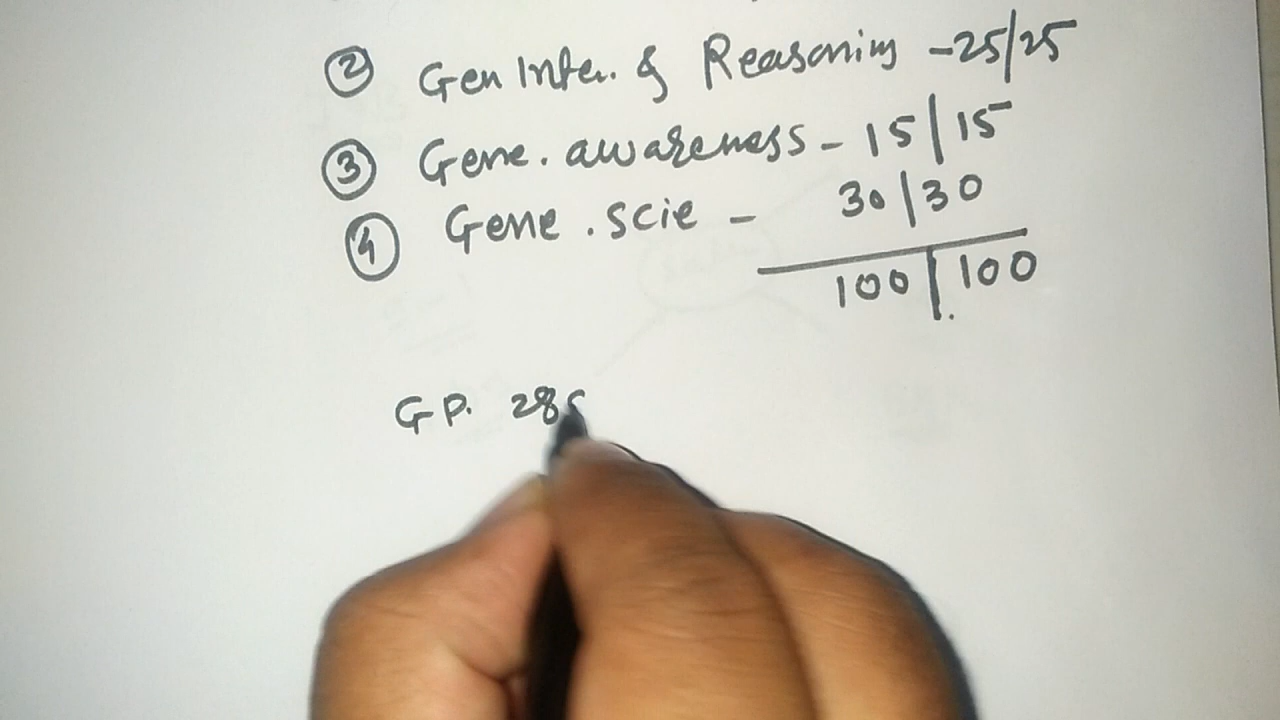 ② Gen Inte. & Reasoning - 25/25
③ Gene. awareness - 15/15
④ Gene. scie - 30/30
100/100
GP. 28